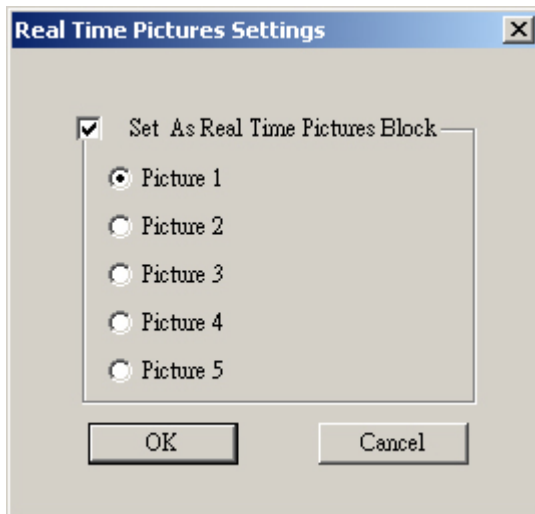 Real Time Pictures Settings
Set As Real Time Pictures Block
Picture 1
Picture 2
Picture 3
Picture 4
Picture 5
OK Cancel